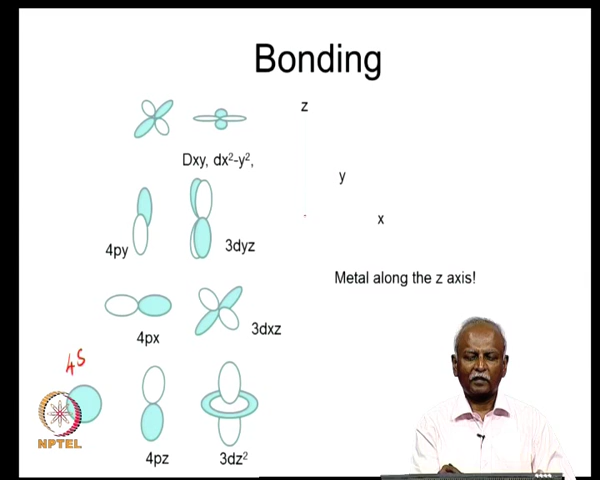 Bonding
z
Dxy, dx²-y²,
y
x
4py
3dyz
Metal along the z axis!
4px
3dxz
4S
NPTEL
4pz
3dz²